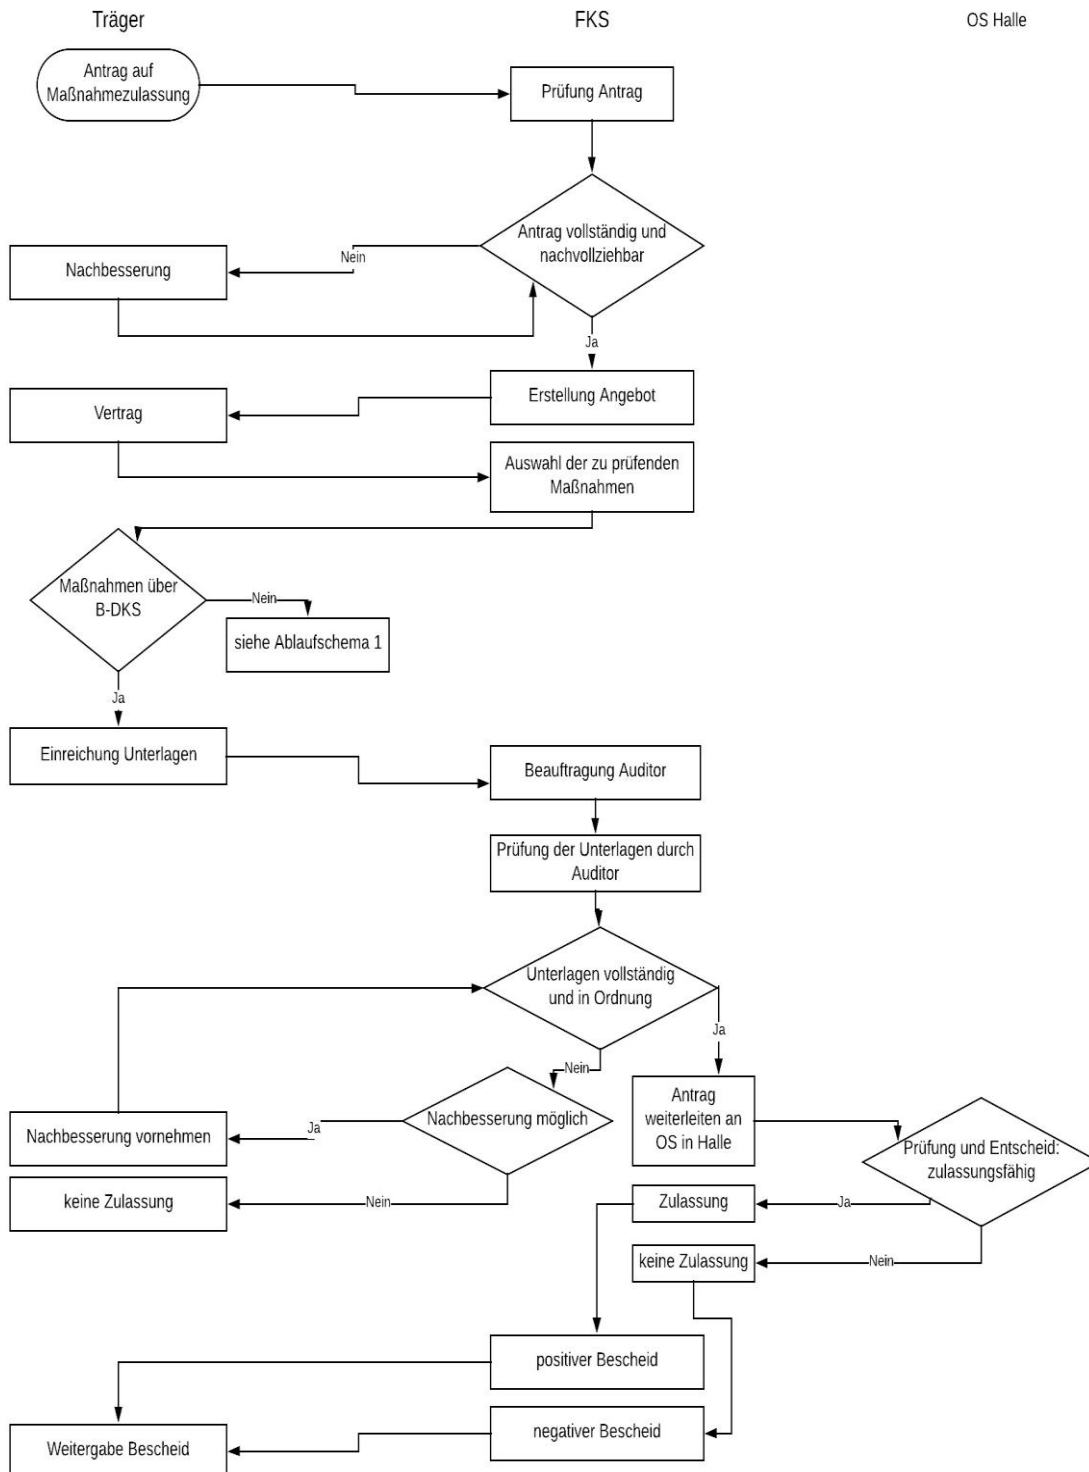 Träger
FKS
OS Halle
Antrag auf
Maßnahmezulassung
Prüfung Antrag
Antrag vollständig und
nachvollziehbar
Nein
Nachbesserung
Ja
Erstellung Angebot
Vertrag
Auswahl der zu prüfenden
Maßnahmen
Maßnahmen über
B-DKS
Nein
siehe Ablaufschema 1
Ja
Einreichung Unterlagen
Beauftragung Auditor
Prüfung der Unterlagen durch
Auditor
Unterlagen vollständig
und in Ordnung
Ja
Nein
Nachbesserung möglich
Antrag
weiterleiten an
OS in Halle
Ja
Nachbesserung vornehmen
Prüfung und Entscheid:
zulassungsfähig
keine Zulassung
Nein
Zulassung
Ja
keine Zulassung
Nein
positiver Bescheid
negativer Bescheid
Weitergabe Bescheid